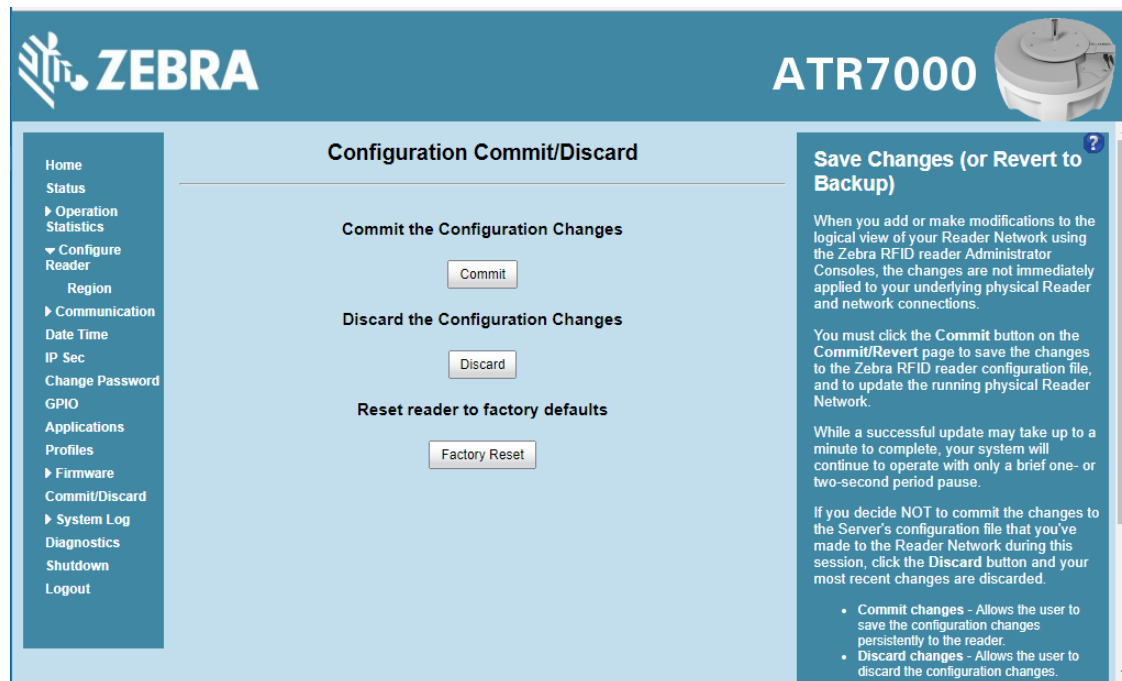 ZEBRA
ATR7000
Home
Status
Operation
Statistics
Configure
Reader
Region
Communication
Date Time
IP Sec
Change Password
GPIO
Applications
Profiles
Firmware
Commit/Discard
System Log
Diagnostics
Shutdown
Logout
Configuration Commit/Discard
Commit the Configuration Changes
Commit
Discard the Configuration Changes
Discard
Reset reader to factory defaults
Factory Reset
?
Save Changes (or Revert to
Backup)
When you add or make modifications to the
logical view of your Reader Network using
the Zebra RFID reader Administrator
Consoles, the changes are not immediately
applied to your underlying physical Reader
and network connections.
You must click the Commit button on the
Commit/Revert page to save the changes
to the Zebra RFID reader configuration file,
and to update the running physical Reader
Network.
While a successful update may take up to a
minute to complete, your system will
continue to operate with only a brief one- or
two-second period pause.
If you decide NOT to commit the changes to
the Server's configuration file that you've
made to the Reader Network during this
session, click the Discard button and your
most recent changes are discarded.
• Commit changes - Allows the user to
save the configuration changes
persistently to the reader.
• Discard changes - Allows the user to
discard the configuration changes.